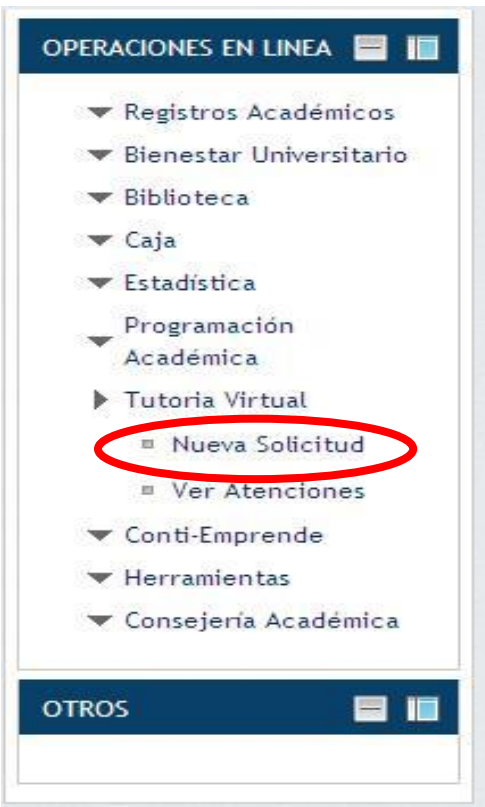 OPERACIONES EN LINEA
Registros Académicos
Bienestar Universitario
Biblioteca
Caja
Estadística
Programación
Académica
Tutoria Virtual
Nueva Solicitud
Ver Atenciones
Conti-Emprende
Herramientas
Consejería Académica
OTROS